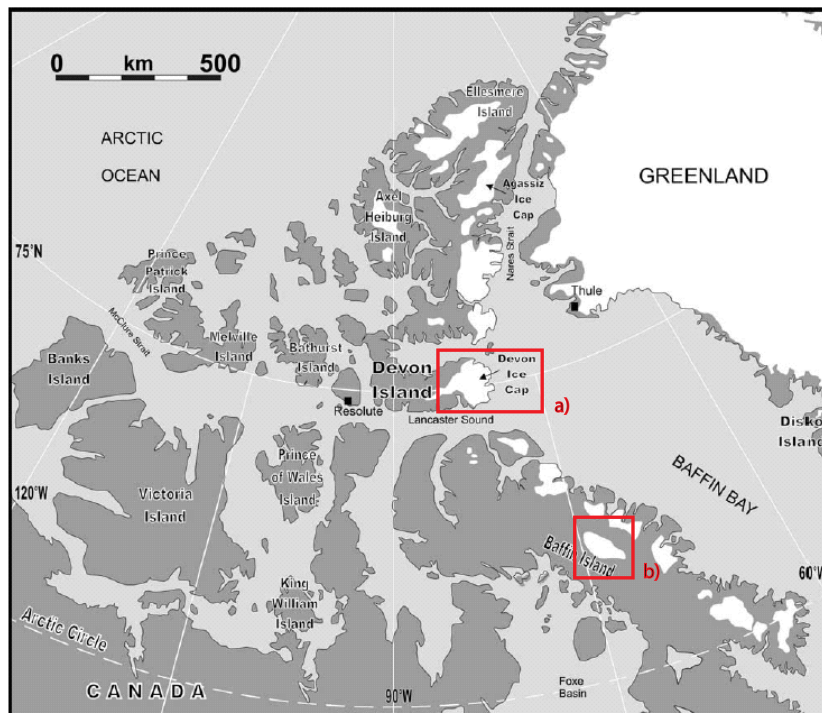 0 km 500
ARCTIC
OCEAN
Ellesmere
Island
Agassiz
Ice
Cap
GREENLAND
Axel
Heiburg
Island
Nares Strait
75°N
Prince
Patrick
Island
Thule
McClure Strait
Melville
Island
Bathurst
Island
Banks
Island
Devon
Island
Devon
Ice
Cap
a)
Resolute
Lancaster Sound
Disko
Island
Prince
of Wales
Island
BAFFIN BAY
120°W
Victoria
Island
Baffin Island
b)
60°W
King
William
Island
Arctic Circle
Foxe
Basin
CANADA
90°W